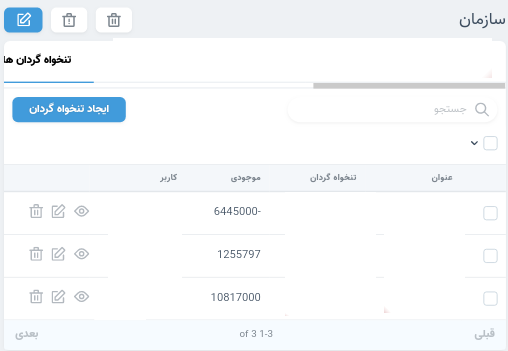 سازمان
تنخواه گردان ها
جستجو
ایجاد تنخواه گردان
عنوان تنخواه گردان موجودی کاربر
6445000-
1255797
10817000
قبلی 1-3 of 3 بعدی